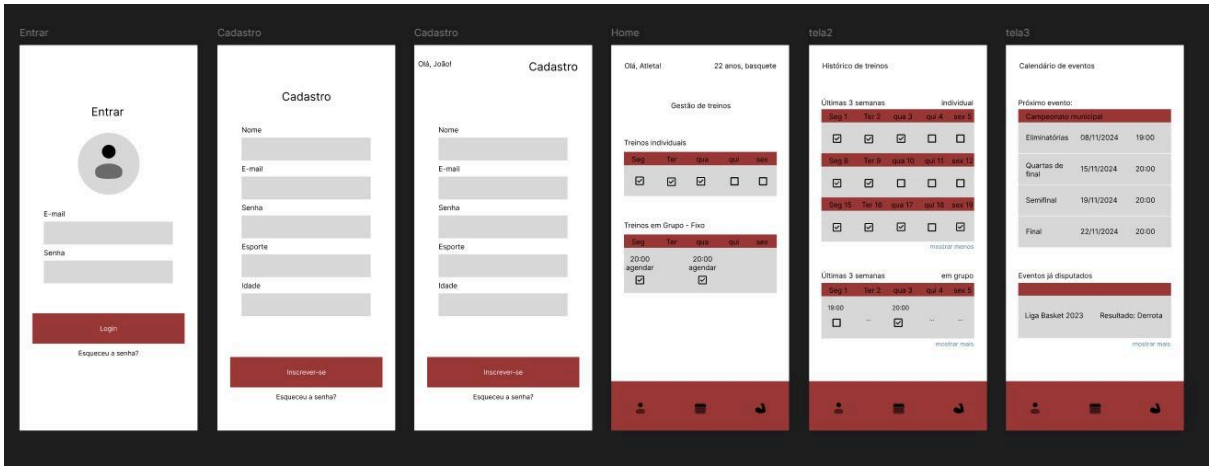 Entrar
Entrar
E-mail
Senha
Login
Esqueceu a senha?
Cadastro
Cadastro
Nome
E-mail
Senha
Esporte
Idade
Inscrever-se
Esqueceu a senha?
Cadastro
Olá, João! Cadastro
Nome
E-mail
Senha
Esporte
Idade
Inscrever-se
Esqueceu a senha?
Home
Olá, Atleta! 22 anos, basquete
Gestão de treinos
Treinos individuais
Seg Ter qua qui sex
Treinos em Grupo - Fixo
Seg Ter qua qui sex
20:00 20:00
agendar agendar
tela2
Histórico de treinos
Últimas 3 semanas individual
Seg 1 Ter 2 qua 3 qui 4 sex 5
Seg 8 Ter 9 qua 10 qui 11 sex 12
Seg 15 Ter 16 qua 17 qui 18 sex 19
mostrar menos
Últimas 3 semanas em grupo
Seg 1 Ter 2 qua 3 qui 4 sex 5
19:00 20:00
... ... ...
mostrar mais
tela3
Calendário de eventos
Próximo evento:
Campeonato municipal
Eliminatórias 08/11/2024 19:00
Quartas de
final 15/11/2024 20:00
Semifinal 19/11/2024 20:00
Final 22/11/2024 20:00
Eventos já disputados
Liga Basket 2023 Resultado: Derrota
mostrar mais